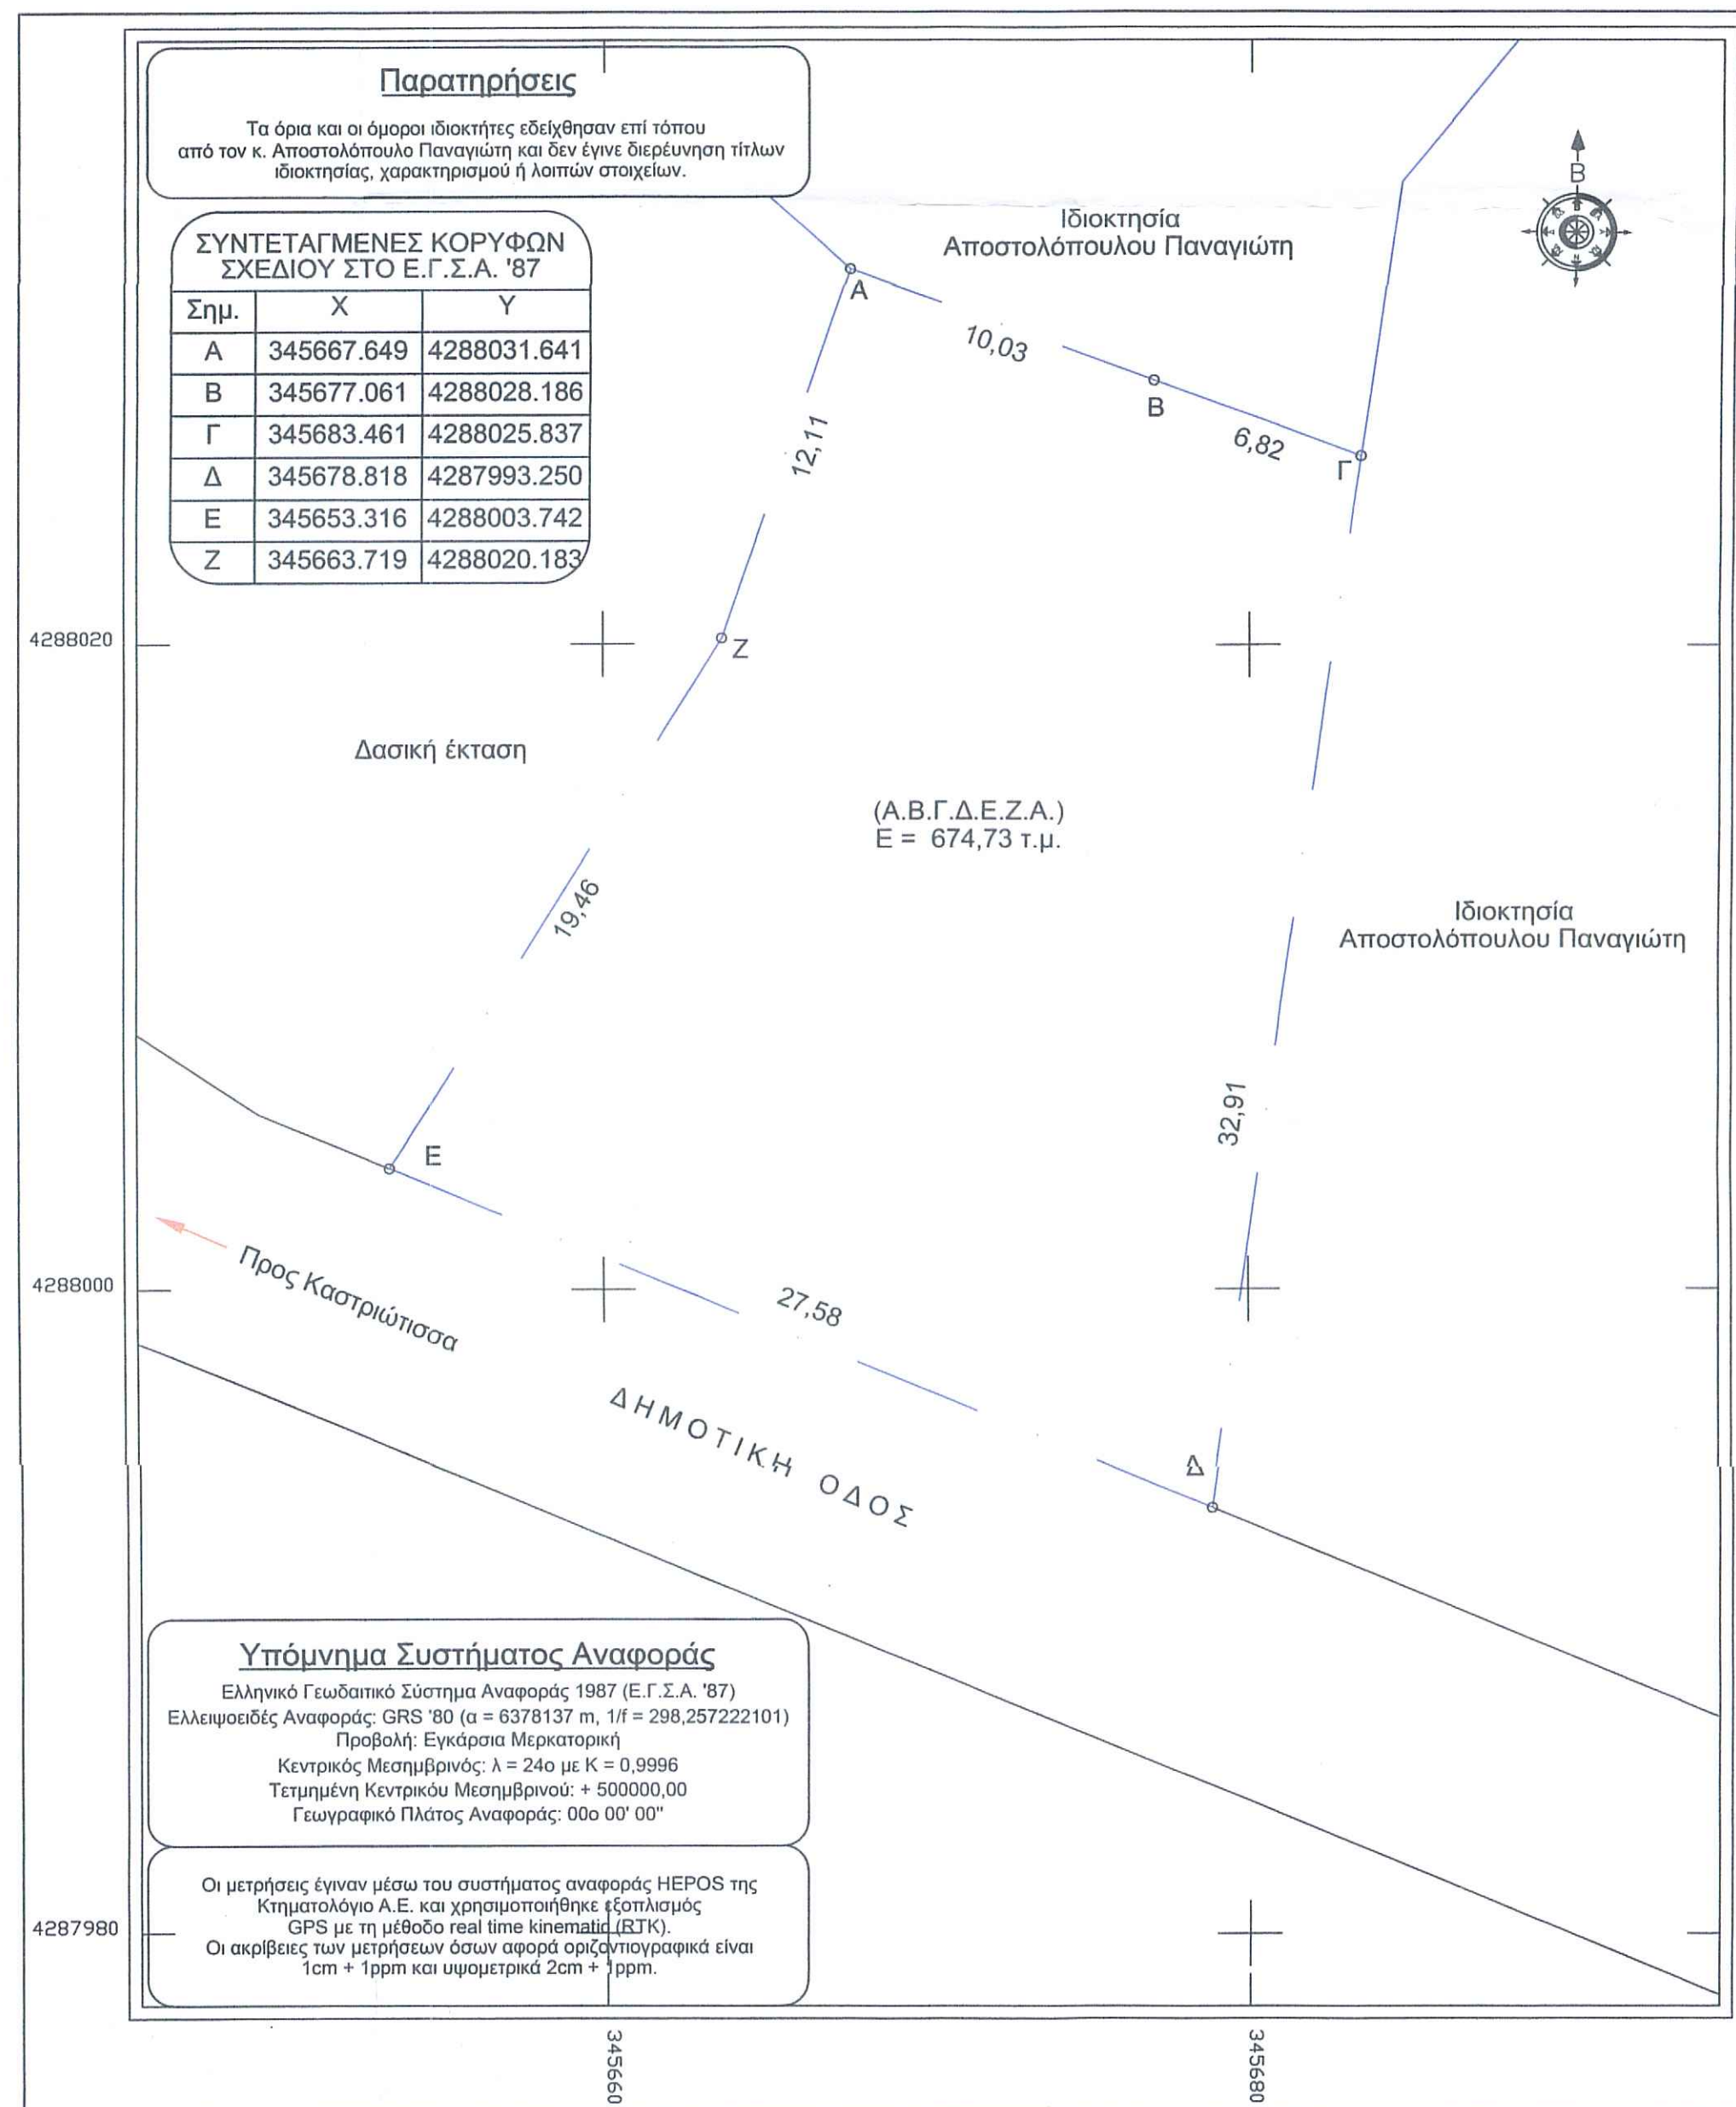 Παρατηρήσεις
Τα όρια και οι όμοροι ιδιοκτήτες εδείχθησαν επί τόπου
από τον κ. Αποστολόπουλο Παναγιώτη και δεν έγινε διερέυνηση τίτλων
ιδιοκτησίας, χαρακτηρισμού ή λοιπών στοιχείων.
ΣΥΝΤΕΤΑΓΜΕΝΕΣ ΚΟΡΥΦΩΝ
ΣΧΕΔΙΟΥ ΣΤΟ Ε.Γ.Σ.Α. '87
Σημ. X Y
Α 345667.649 4288031.641
Β 345677.061 4288028.186
Γ 345683.461 4288025.837
Δ 345678.818 4287993.250
Ε 345653.316 4288003.742
Ζ 345663.719 4288020.183
Ιδιοκτησία
Αποστολόπουλου Παναγιώτη
Β
Α
10,03
Β
6,82
Γ
12,11
4288020
Ζ
Δασική έκταση
(Α.Β.Γ.Δ.Ε.Ζ.Α.)
Ε = 674,73 τ.μ.
19,46
Ιδιοκτησία
Αποστολόπουλου Παναγιώτη
32,91
Ε
Προς Καστριώτισσα
4288000
27,58
ΔΗΜΟΤΙΚΗ ΟΔΟΣ
Δ
Υπόμνημα Συστήματος Αναφοράς
Ελληνικό Γεωδαιτικό Σύστημα Αναφοράς 1987 (Ε.Γ.Σ.Α. '87)
Ελλειψοειδές Αναφοράς: GRS '80 (α = 6378137 m, 1/f = 298,257222101)
Προβολή: Εγκάρσια Μερκατορική
Κεντρικός Μεσημβρινός: λ = 24ο με Κ = 0,9996
Τετμημένη Κεντρικόυ Μεσημβρινού: + 500000,00
Γεωγραφικό Πλάτος Αναφοράς: 00ο 00' 00"
Οι μετρήσεις έγιναν μέσω του συστήματος αναφοράς HEPOS της
Κτηματολόγιο Α.Ε. και χρησιμοποιήθηκε εξοπλισμός
GPS με τη μέθοδο real time kinematic (RTK).
Οι ακρίβειες των μετρήσεων όσων αφορά οριζοντιογραφικά είναι
1cm + 1ppm και υψομετρικά 2cm + 1ppm.
4287980
345660
345680